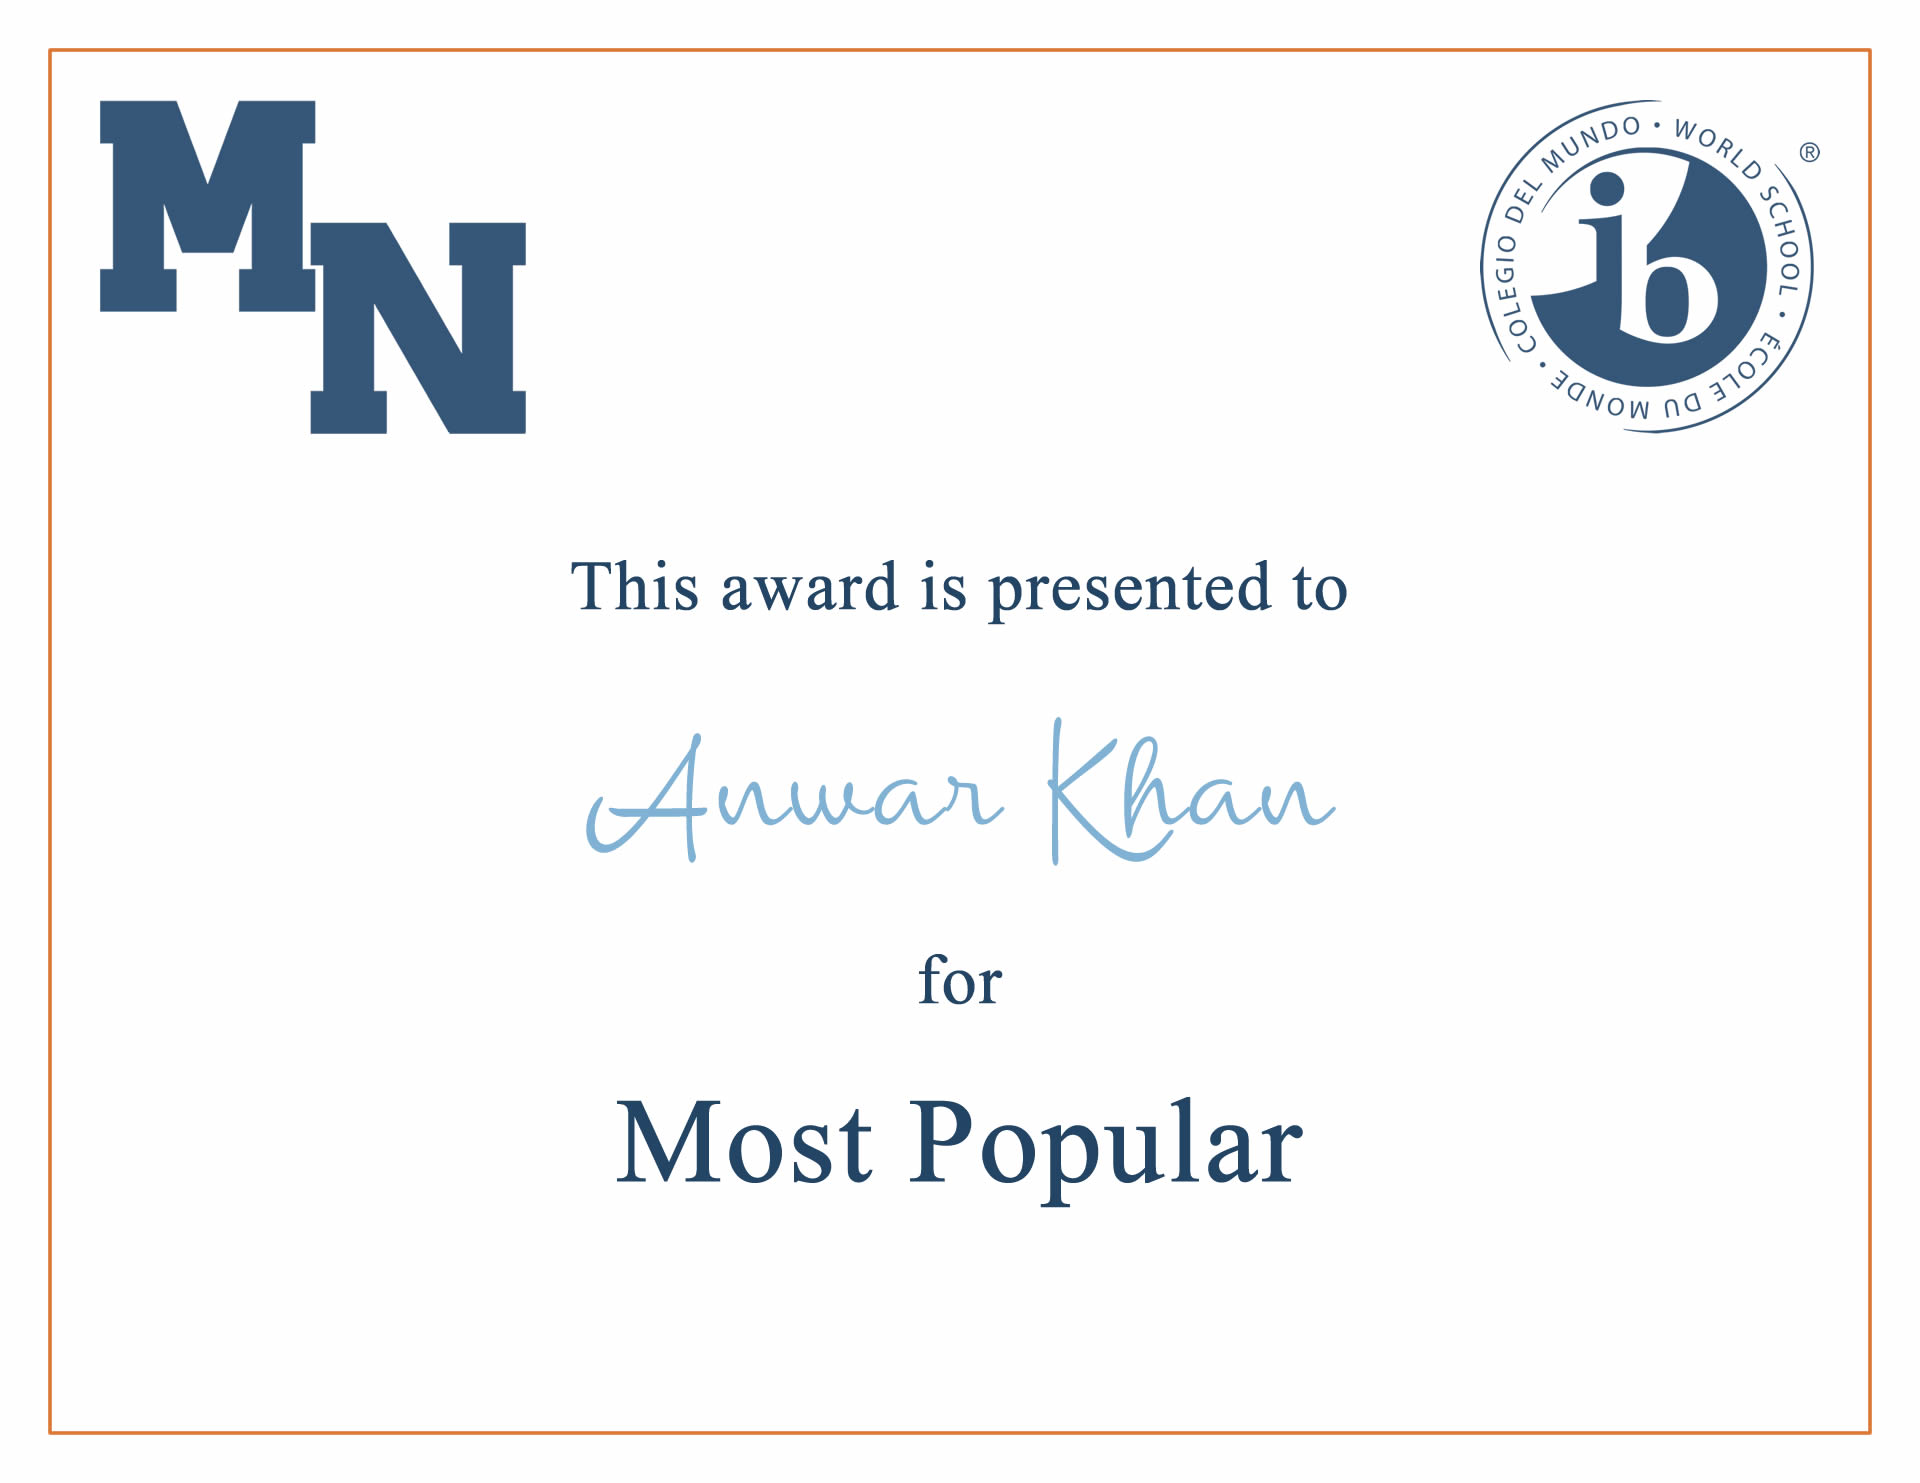 MN
COLEGIO DEL MUNDO • WORLD SCHOOL • ÉCOLE DU MONDE •
®
ib
This award is presented to
Anwar Khan
for
Most Popular